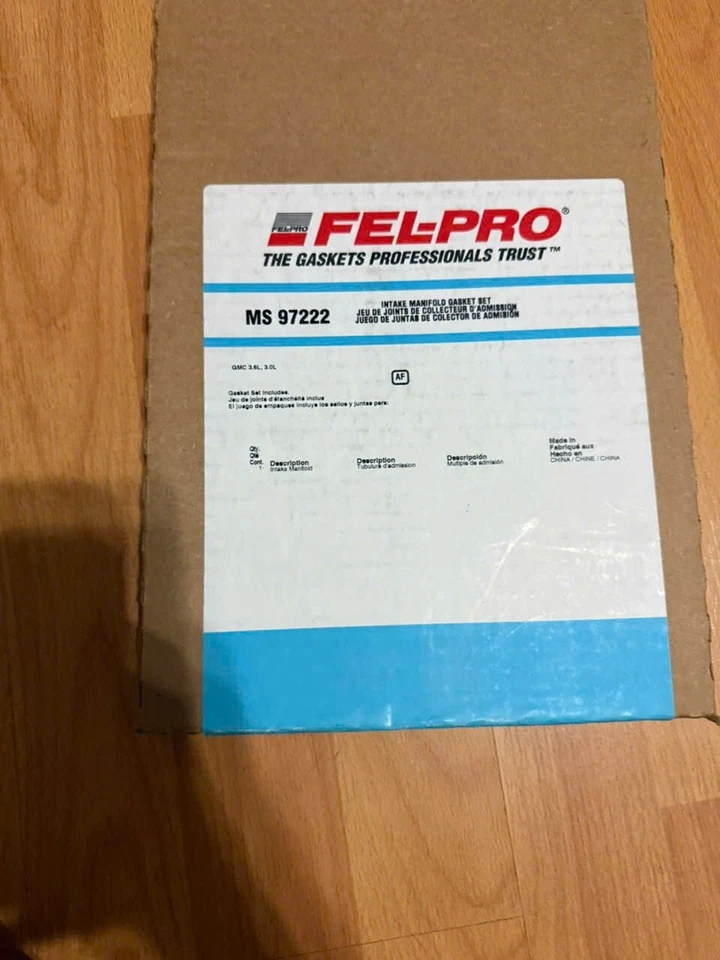 FEL-PRO
FEL-PRO®
THE GASKETS PROFESSIONALS TRUST™
MS 97222
INTAKE MANIFOLD GASKET SET
JEU DE JOINTS DE COLLECTEUR D'ADMISSION
JUEGO DE JUNTAS DE COLECTOR DE ADMISIÓN
GMC 3.6L, 3.0L
AF
Gasket Set Includes.
Jeu de joints d'étanchéité inclus
El juego de empaques incluye los sellos y juntas para:
Qty.
Qté
Cont.
1-
Description
Intake Manifold
Description
Tubulure d'admission
Descripción
Multiple de admisión
Made in
Fabriqué aux
Hecho en
CHINA / CHINE / CHINA